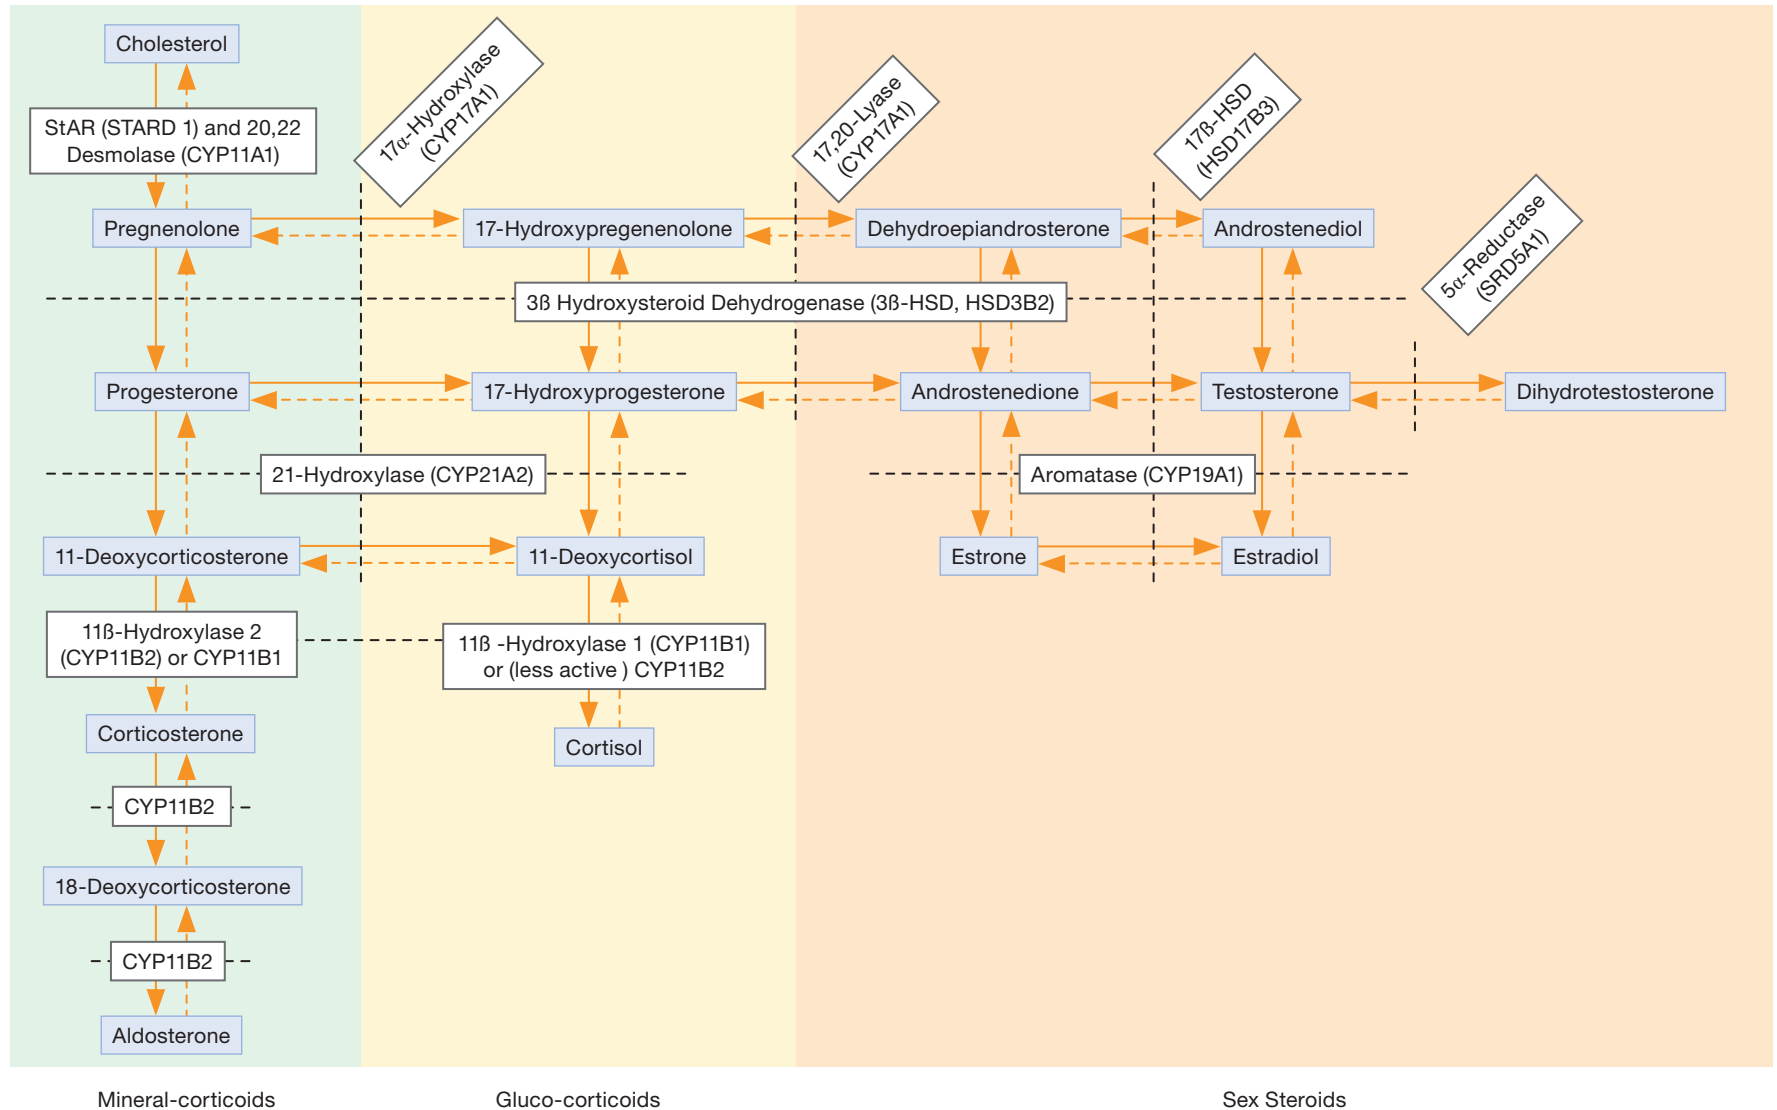 Cholesterol
StAR (STARD 1) and 20,22
Desmolase (CYP11A1)
17α-Hydroxylase
(CYP17A1)
17,20-Lyase
(CYP17A1)
17ß-HSD
(HSD17B3)
5α-Reductase
(SRD5A1)
Pregnenolone
17-Hydroxypregenenolone
Dehydroepiandrosterone
Androstenediol
3ß Hydroxysteroid Dehydrogenase (3ß-HSD, HSD3B2)
Progesterone
17-Hydroxyprogesterone
Androstenedione
Testosterone
Dihydrotestosterone
21-Hydroxylase (CYP21A2)
Aromatase (CYP19A1)
11-Deoxycorticosterone
11-Deoxycortisol
Estrone
Estradiol
11ß-Hydroxylase 2
(CYP11B2) or CYP11B1
11ß -Hydroxylase 1 (CYP11B1)
or (less active ) CYP11B2
Corticosterone
Cortisol
CYP11B2
18-Deoxycorticosterone
CYP11B2
Aldosterone
Mineral-corticoids
Gluco-corticoids
Sex Steroids